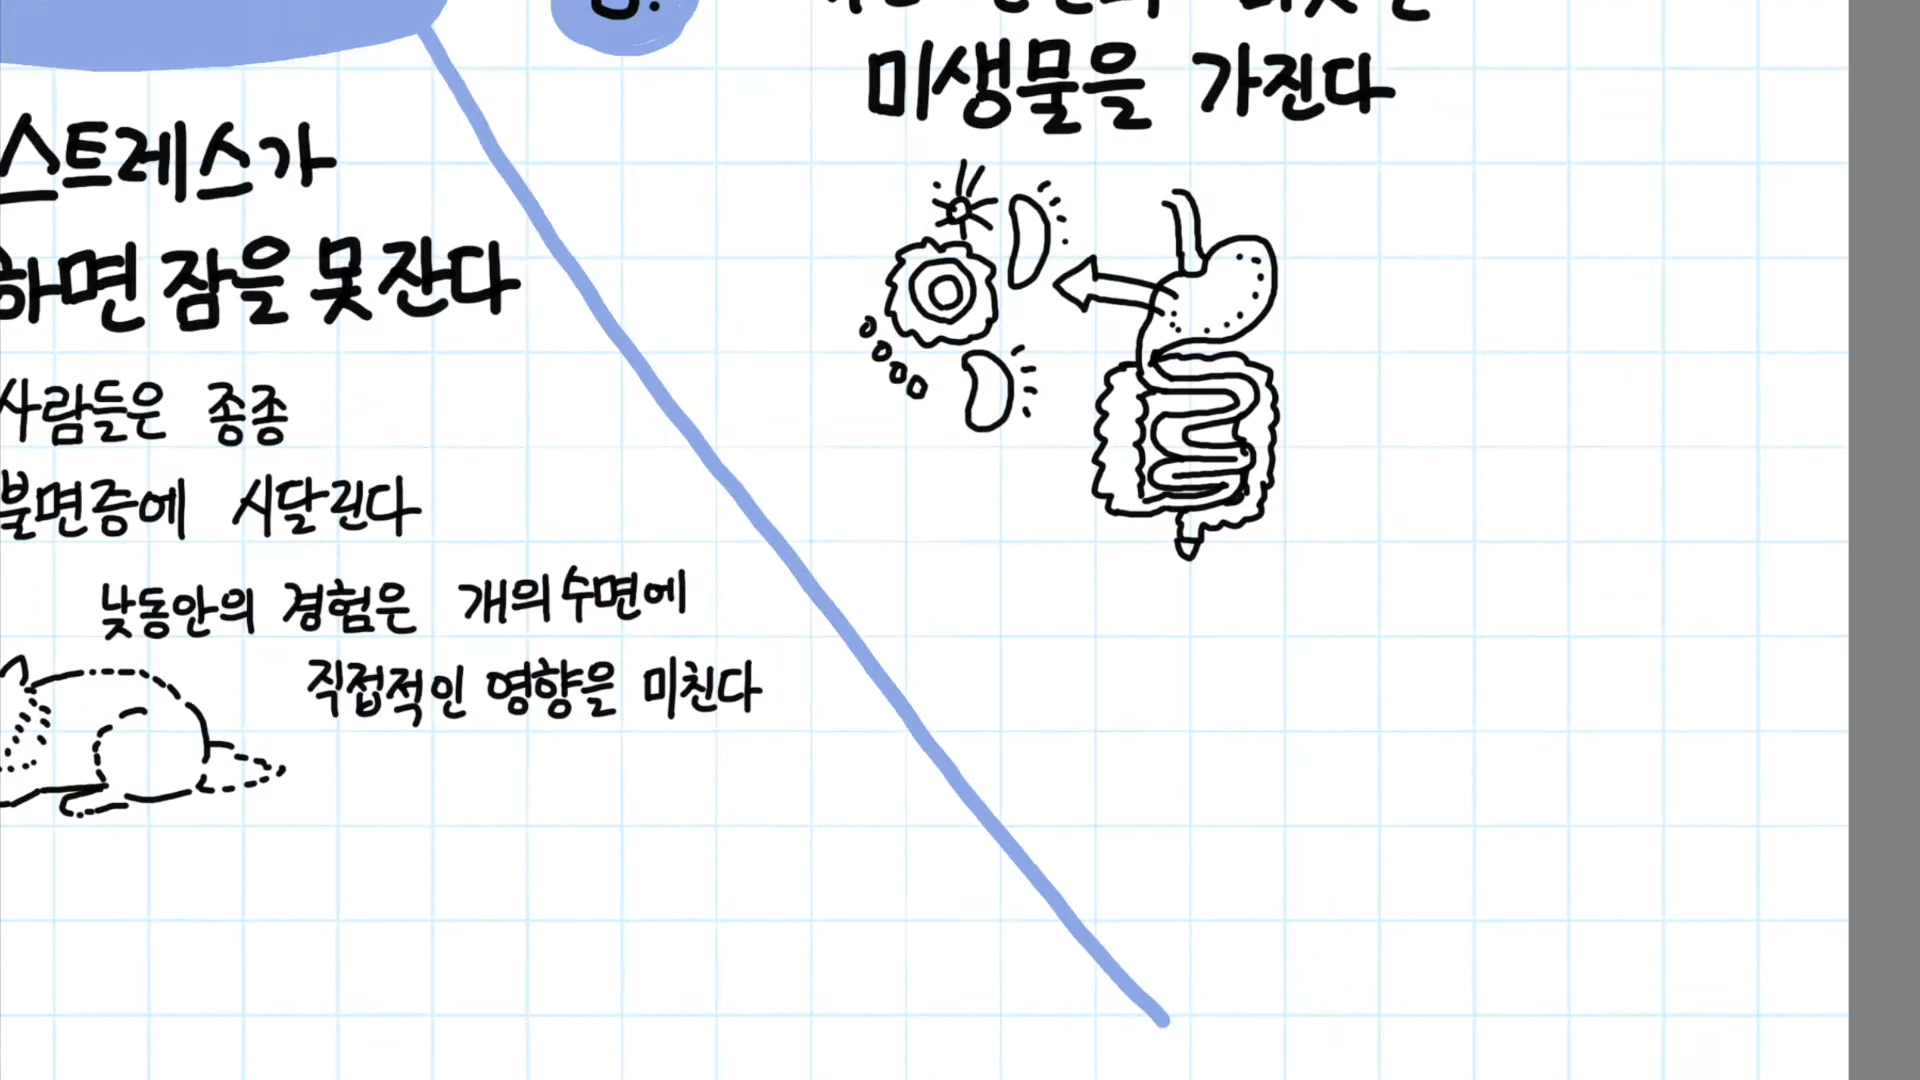 스트레스가
하면 잠을 못 잔다
사람들은 종종
불면증에 시달린다
낮동안의 경험은 개의 수면에
직접적인 영향을 미친다
미생물을 가진다